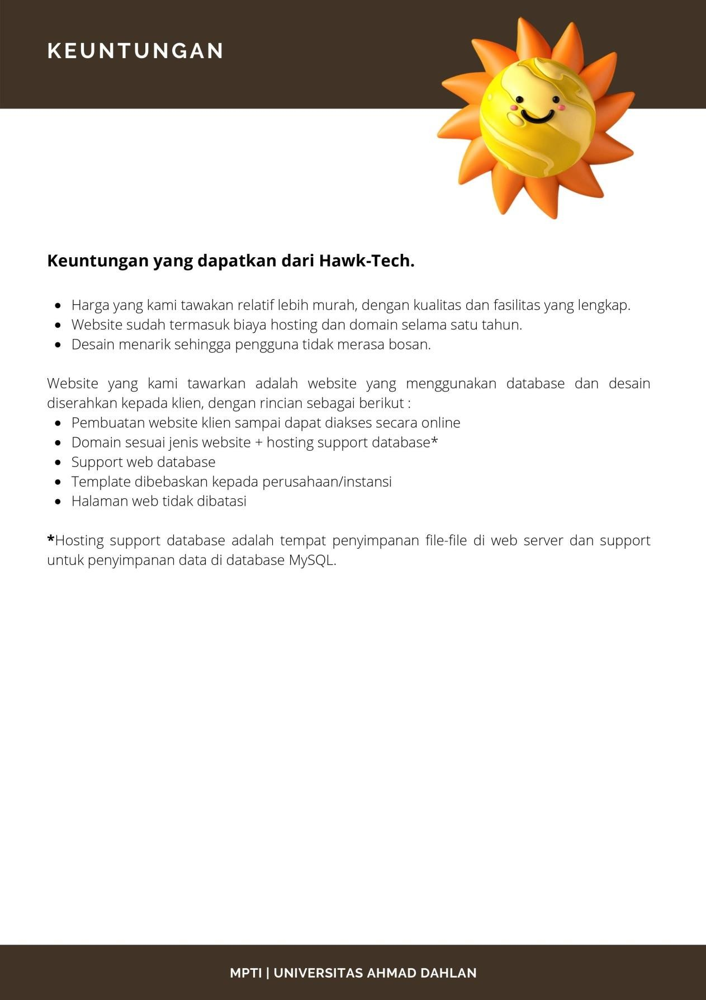 KEUNTUNGAN
Keuntungan yang dapatkan dari Hawk-Tech.
• Harga yang kami tawakan relatif lebih murah, dengan kualitas dan fasilitas yang lengkap.
• Website sudah termasuk biaya hosting dan domain selama satu tahun.
• Desain menarik sehingga pengguna tidak merasa bosan.
Website yang kami tawarkan adalah website yang menggunakan database dan desain
diserahkan kepada klien, dengan rincian sebagai berikut :
• Pembuatan website klien sampai dapat diakses secara online
• Domain sesuai jenis website + hosting support database*
• Support web database
• Template dibebaskan kepada perusahaan/instansi
• Halaman web tidak dibatasi
*Hosting support database adalah tempat penyimpanan file-file di web server dan support
untuk penyimpanan data di database MySQL.
MPTI | UNIVERSITAS AHMAD DAHLAN